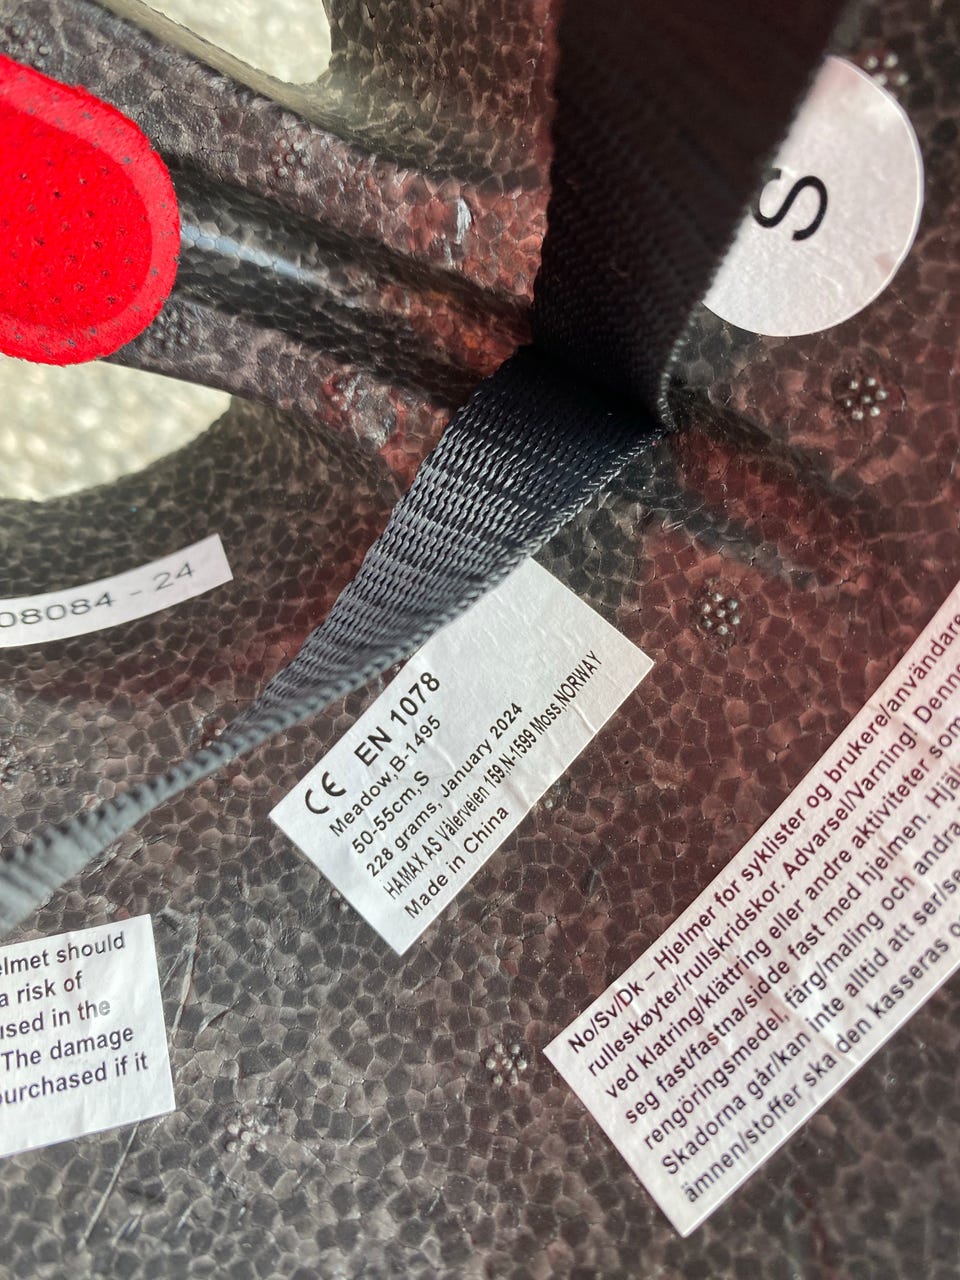 S
08084 - 24
CE EN 1078
Meadow,B-1495
50-55cm,S
228 grams, January 2024
HAMAX AS Vålerveien 159,N-1599 Moss,NORWAY
Made in China
elmet should
a risk of
used in the
The damage
purchased if it
No/Sv/Dk – Hjelmer for syklister og brukere/användare
rulleskøyter/rullskridskor. Advarsel/Varning! Denne
ved klatring/klättring eller andre aktiviteter som
seg fast/fastna/sidde fast med hjelmen. Hjäl
rengöringsmedel, färg/maling och andra
Skadorna går/kan inte alltid att ser/se
ämnen/stoffer ska den kasseras o